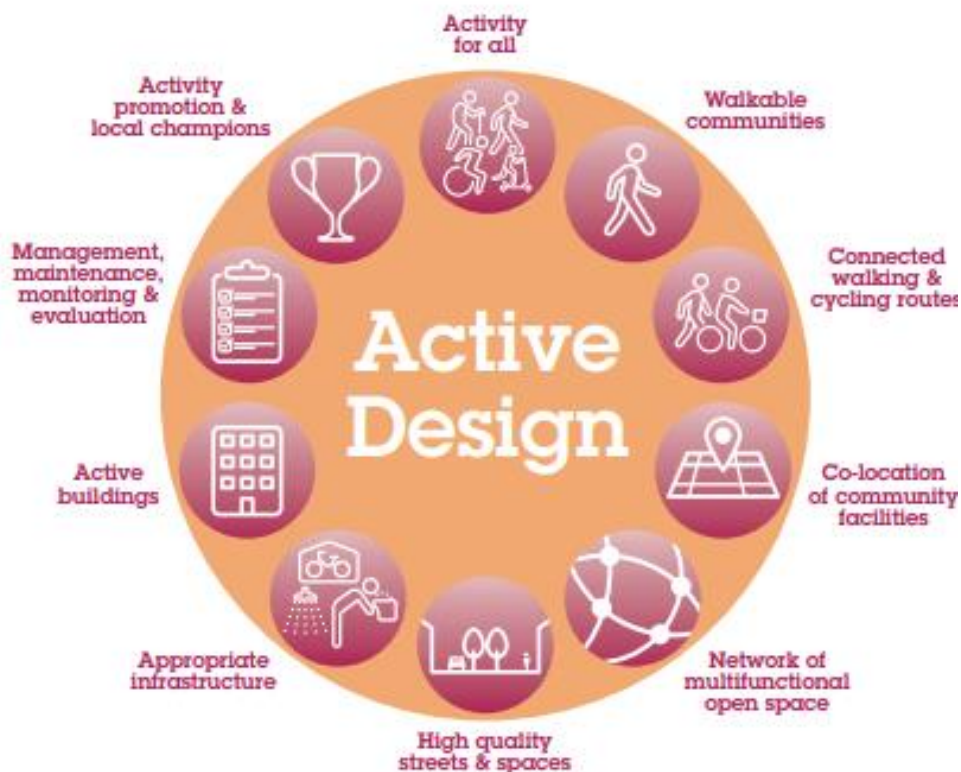 Activity
for all
Walkable
communities
Connected
walking &
cycling routes
Co-location
of community
facilities
Network of
multifunctional
open space
High quality
streets & spaces
Appropriate
infrastructure
Active
buildings
Management,
maintenance,
monitoring &
evaluation
Activity
promotion &
local champions
Active
Design